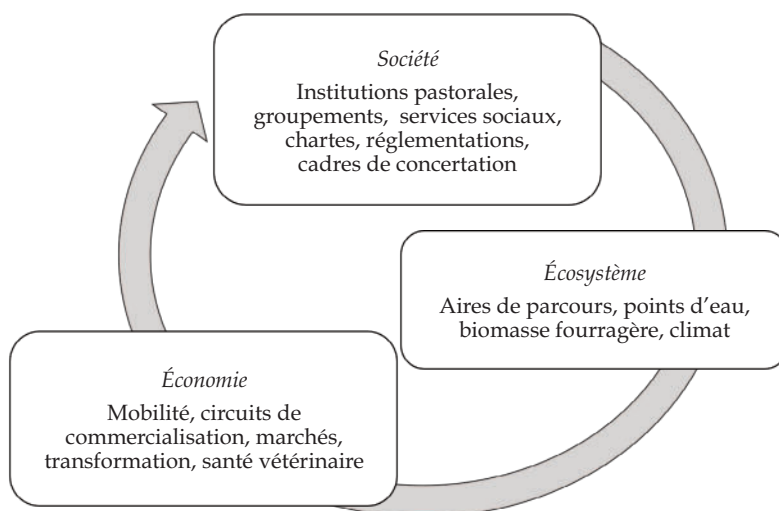 Société
Institutions pastorales,
groupements, services sociaux,
chartes, réglementations,
cadres de concertation
Écosystème
Aires de parcours, points d'eau,
biomasse fourragère, climat
Économie
Mobilité, circuits de
commercialisation, marchés,
transformation, santé vétérinaire